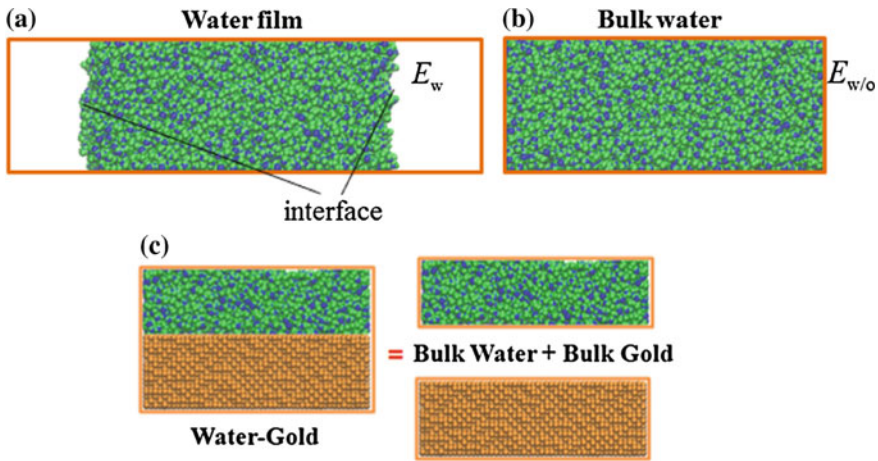 (a)
Water film
E_w
interface
(b)
Bulk water
E_w/o
(c)
= Bulk Water + Bulk Gold
Water-Gold